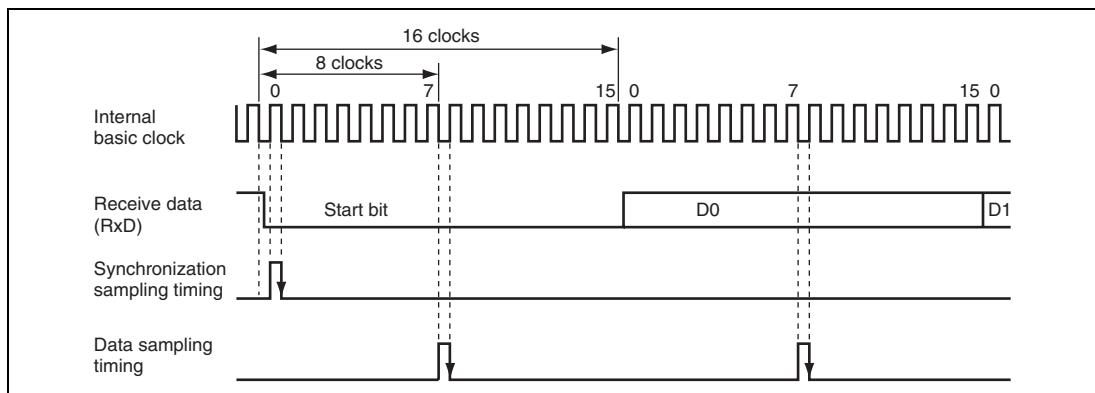 16 clocks
8 clocks
0 7 15 0 7 15 0
Internal
basic clock
Receive data
(RxD)
Start bit D0 D1
Synchronization
sampling timing
Data sampling
timing